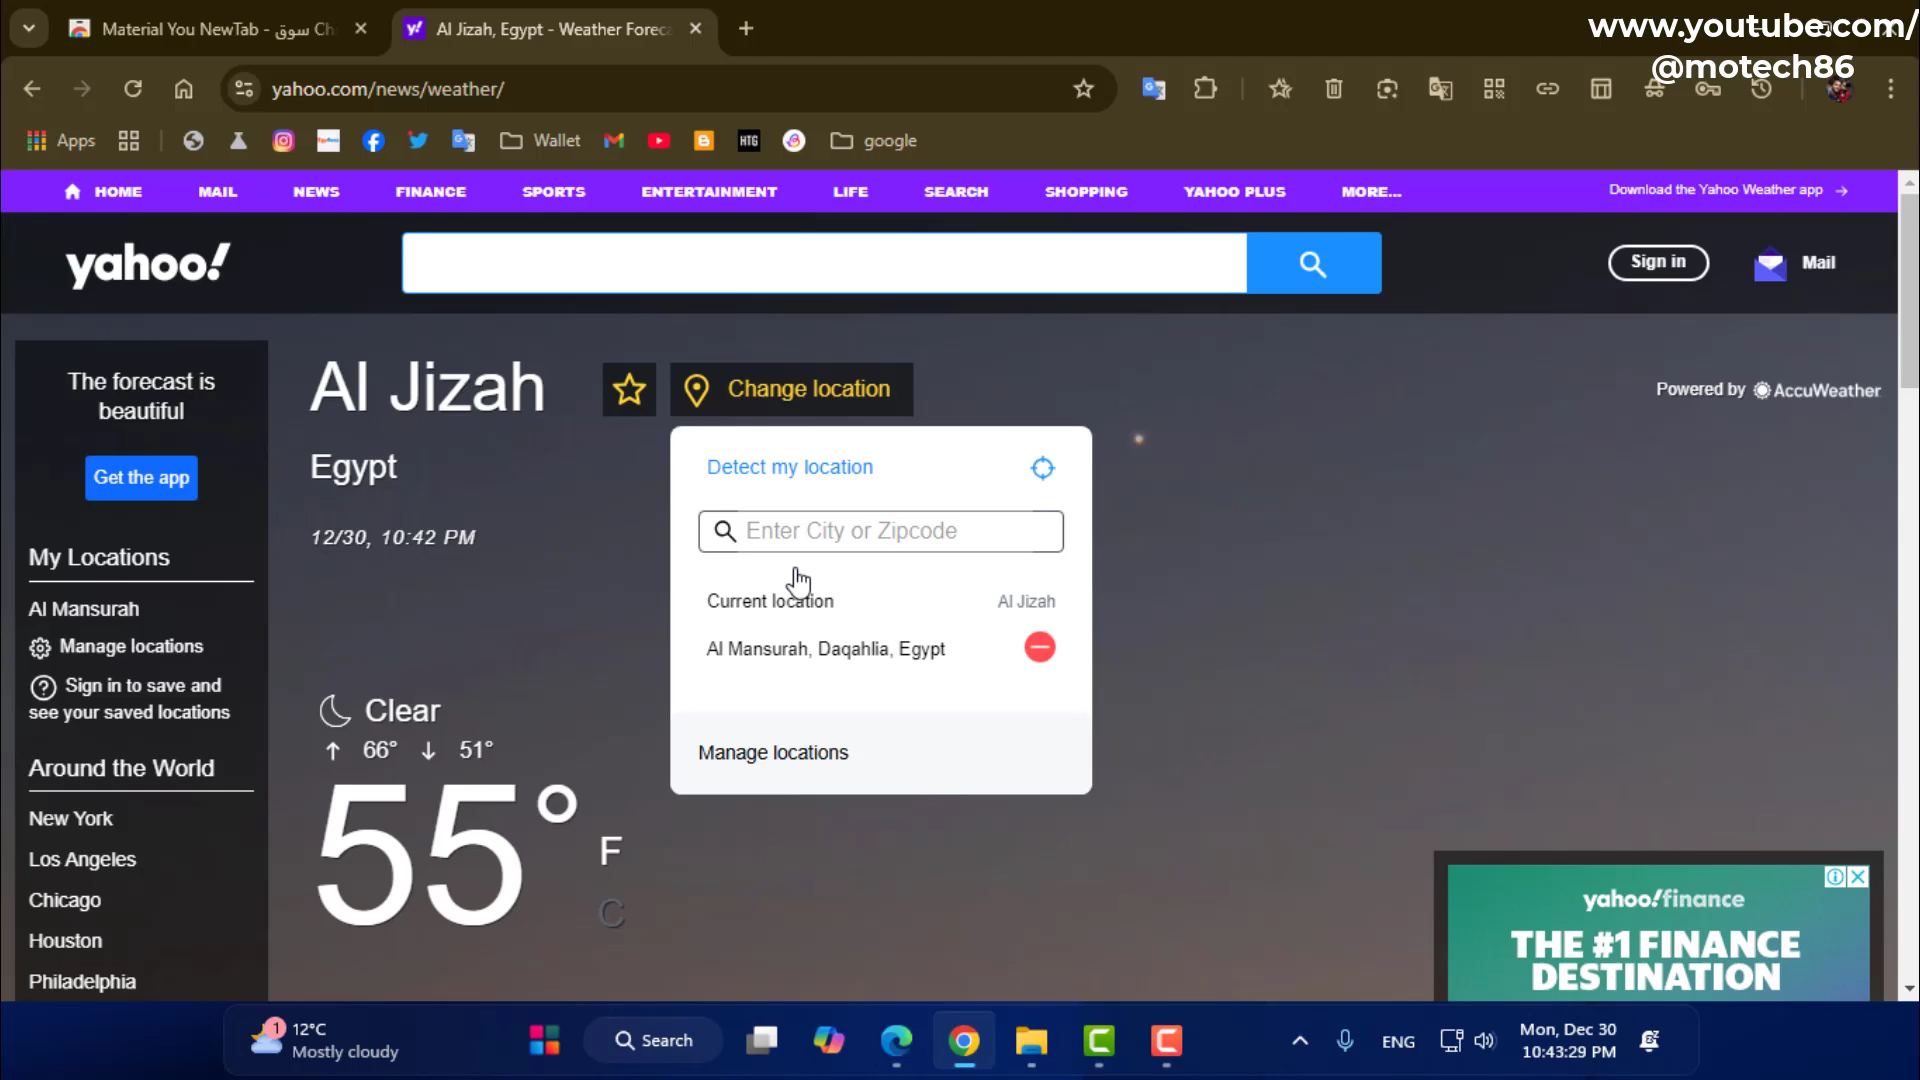 Material You NewTab - سوق Ch
Al Jizah, Egypt - Weather Foreca
www.youtube.com/
@motech86
yahoo.com/news/weather/
Apps
Wallet
HTG
google
HOME
MAIL
NEWS
FINANCE
SPORTS
ENTERTAINMENT
LIFE
SEARCH
SHOPPING
YAHOO PLUS
MORE...
Download the Yahoo Weather app
yahoo!
Sign in
Mail
The forecast is
beautiful
Get the app
My Locations
Al Mansurah
Manage locations
Sign in to save and
see your saved locations
Around the World
New York
Los Angeles
Chicago
Houston
Philadelphia
Al Jizah
Change location
Powered by AccuWeather
Egypt
12/30, 10:42 PM
Detect my location
Enter City or Zipcode
Current location
Al Jizah
Al Mansurah, Daqahlia, Egypt
Manage locations
Clear
66° 51°
55°
F
C
yahoo!finance
THE #1 FINANCE
DESTINATION
1
12°C
Mostly cloudy
Search
ENG
Mon, Dec 30
10:43:29 PM